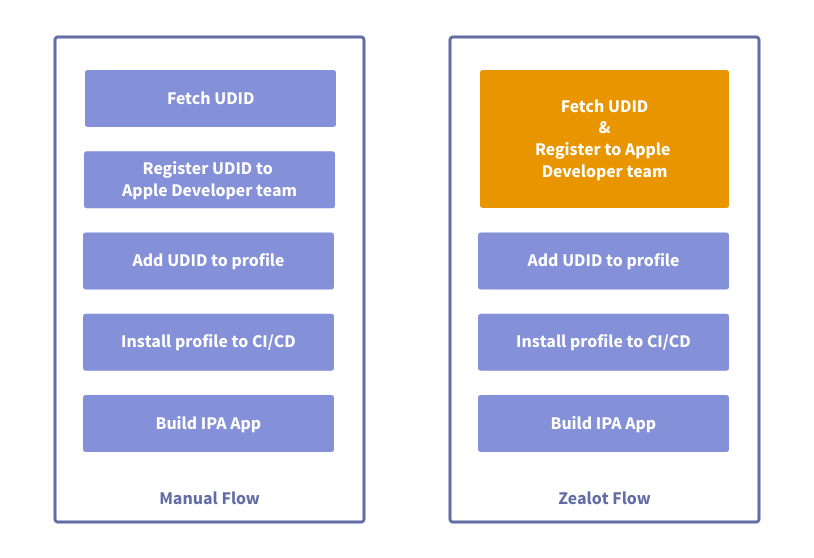 Fetch UDID
Register UDID to
Apple Developer team
Add UDID to profile
Install profile to CI/CD
Build IPA App
Manual Flow
Fetch UDID
&
Register to Apple
Developer team
Add UDID to profile
Install profile to CI/CD
Build IPA App
Zealot Flow